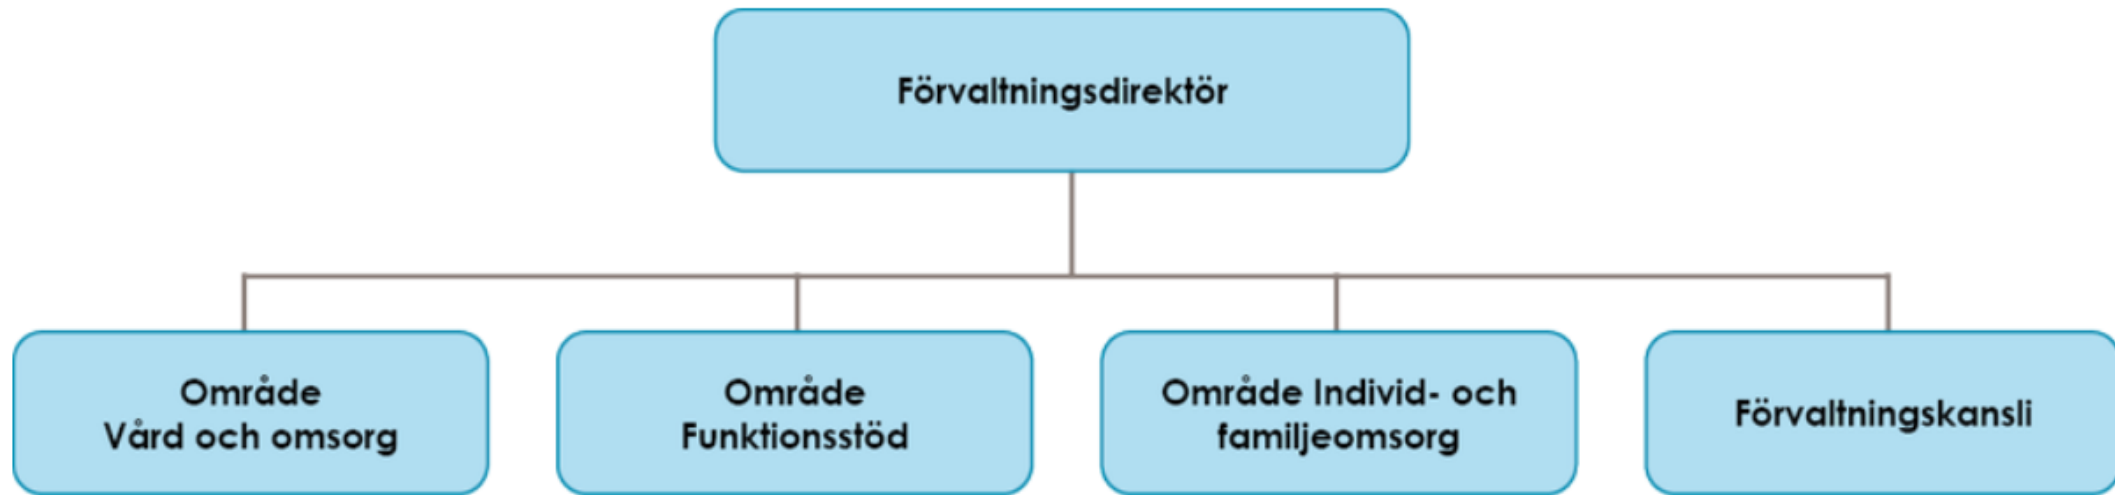 Förvaltningsdirektör
Område
Vård och omsorg
Område
Funktionsstöd
Område Individ- och
familjeomsorg
Förvaltningskansli